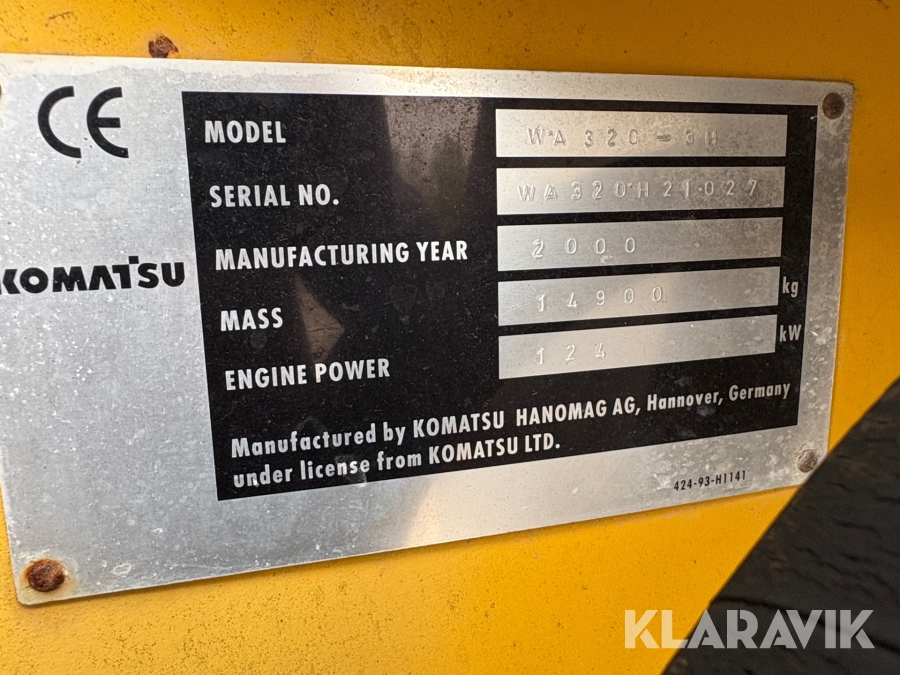 CE
KOMATSU
MODEL WA 320-3H
SERIAL NO. WA320H21027
MANUFACTURING YEAR 2000
MASS 14900 kg
ENGINE POWER 124 kW
Manufactured by KOMATSU HANOMAG AG, Hannover, Germany
under license from KOMATSU LTD.
424-93-H1141
KLARAVIK